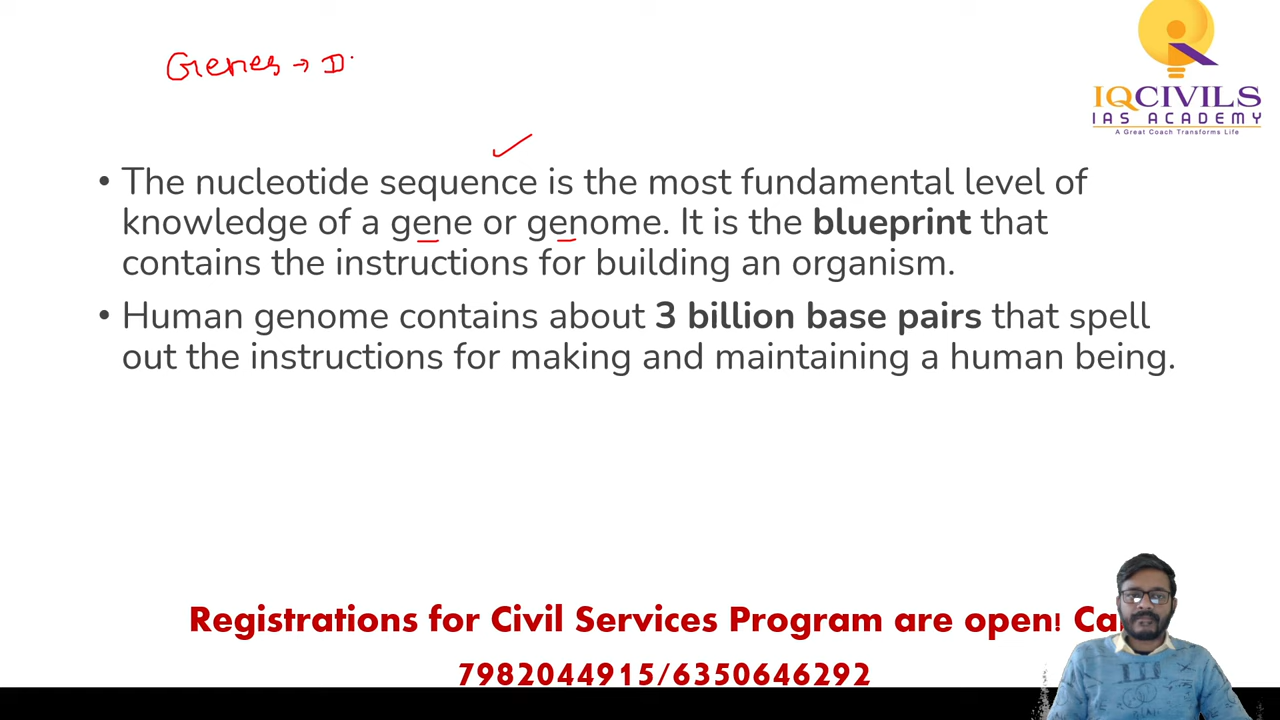 Genes → D
IQCIVILS
IAS ACADEMY
A Great Coach Transforms Life
• The nucleotide sequence is the most fundamental level of
knowledge of a gene or genome. It is the blueprint that
contains the instructions for building an organism.
• Human genome contains about 3 billion base pairs that spell
out the instructions for making and maintaining a human being.
Registrations for Civil Services Program are open! Ca
7982044915/6350646292